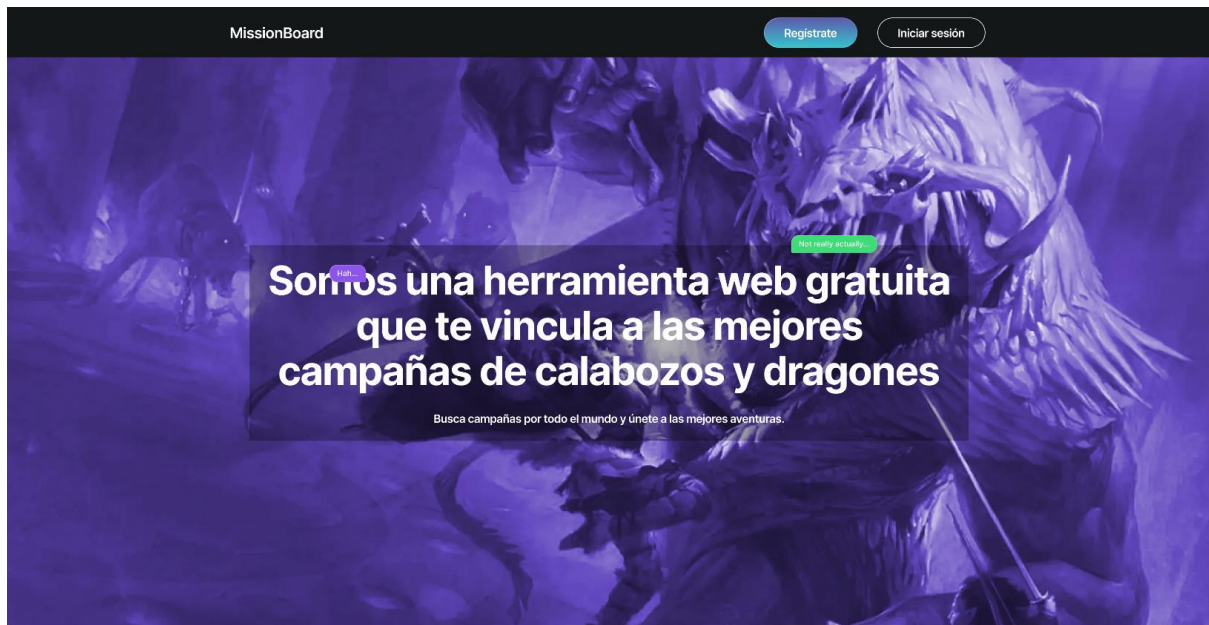 MissionBoard
Regístrate
Iniciar sesión
Not really actually...
Hah...
Somos una herramienta web gratuita
que te vincula a las mejores
campañas de calabozos y dragones
Busca campañas por todo el mundo y únete a las mejores aventuras.